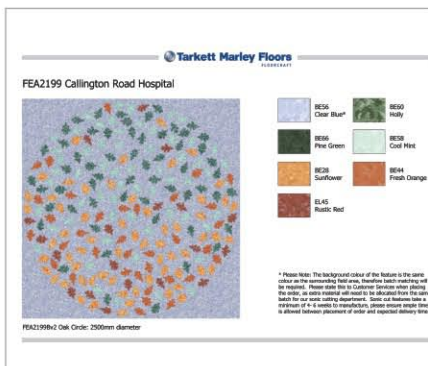 Tarkett Marley Floors
FLOORCRAFT
FEA2199 Callington Road Hospital
BE56
Clear Blue*
BE60
Holly
BE66
Pine Green
BE58
Cool Mint
BE28
Sunflower
BE44
Fresh Orange
EL45
Rustic Red
* Please Note: The background colour of the feature is the same
colour as the surrounding field area, therefore batch matching will
be required. Please state this to Customer Services when placing
the order, as extra material will need to be allocated from the same
batch for our sonic cutting department. Sonic cut features take a
minimum of 4-6 weeks to manufacture, please ensure ample time
is allowed between placement of order and expected delivery time
FEA2199Bv2 Oak Circle: 2500mm diameter